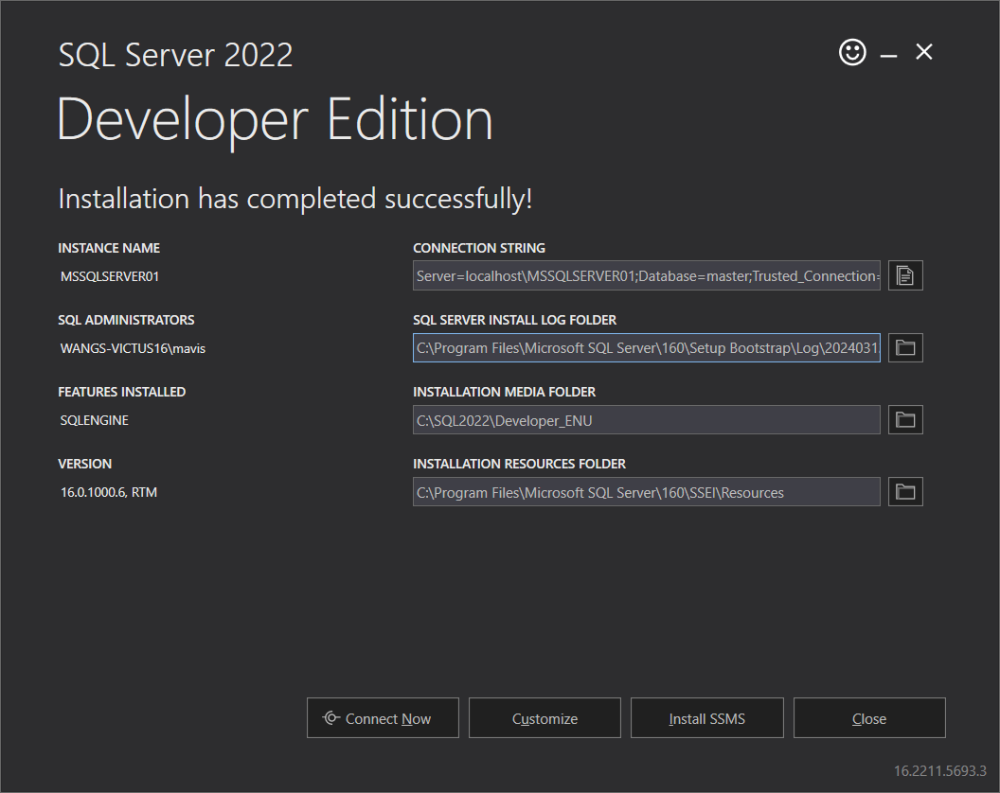 SQL Server 2022
Developer Edition
Installation has completed successfully!
INSTANCE NAME
MSSQLSERVER01
CONNECTION STRING
Server=localhost\MSSQLSERVER01;Database=master;Trusted_Connection=
SQL ADMINISTRATORS
WANGS-VICTUS16\mavis
SQL SERVER INSTALL LOG FOLDER
C:\Program Files\Microsoft SQL Server\160\Setup Bootstrap\Log\2024031
FEATURES INSTALLED
SQLENGINE
INSTALLATION MEDIA FOLDER
C:\SQL2022\Developer_ENU
VERSION
16.0.1000.6, RTM
INSTALLATION RESOURCES FOLDER
C:\Program Files\Microsoft SQL Server\160\SSEI\Resources
Connect Now
Customize
Install SSMS
Close
16.2211.5693.3